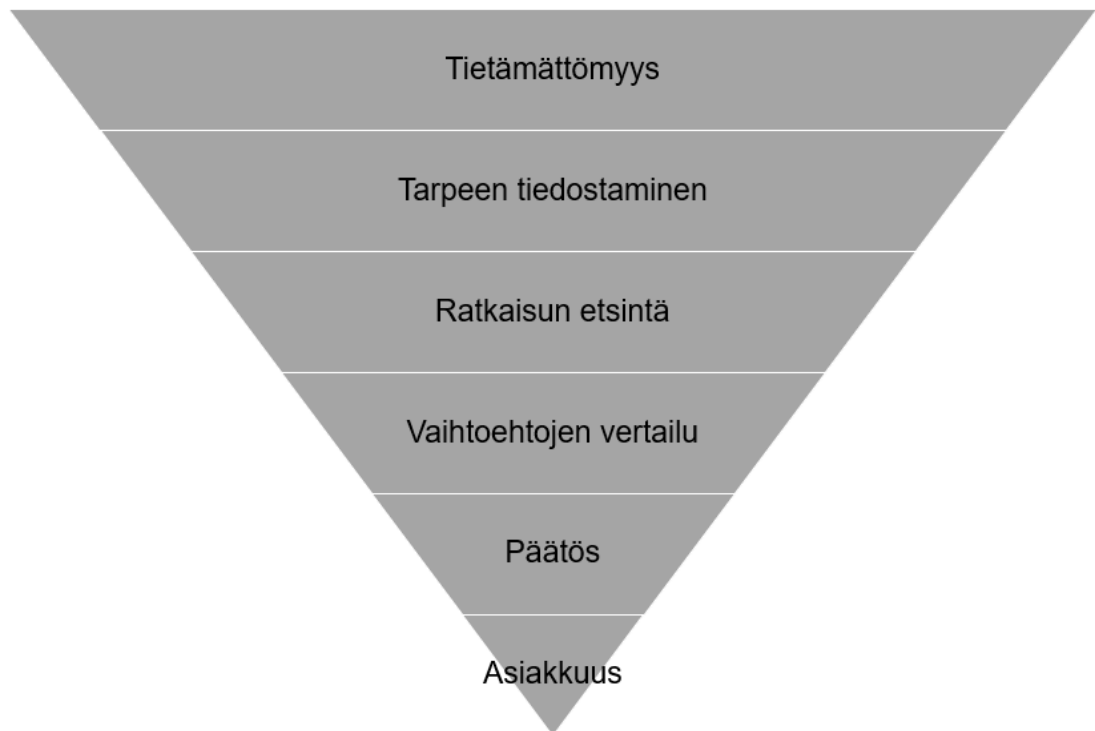 Tietämättömyys
Tarpeen tiedostaminen
Ratkaisun etsintä
Vaihtoehtojen vertailu
Päätös
Asiakkuus